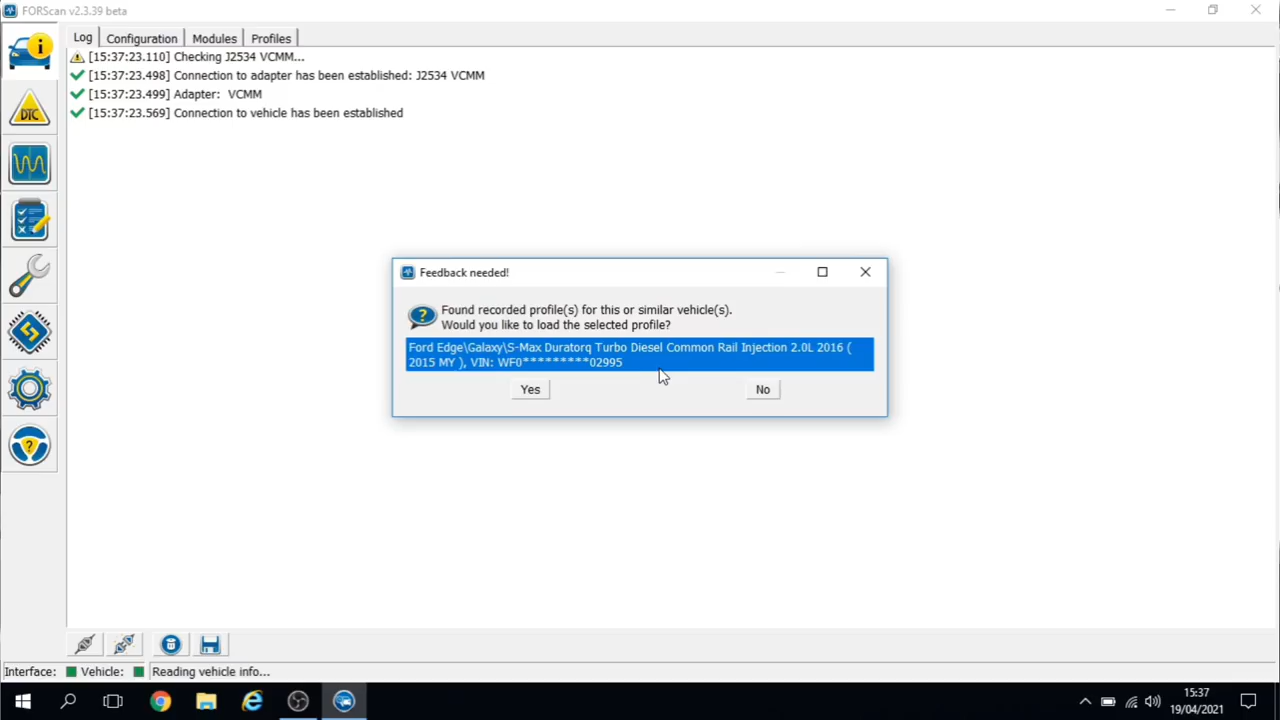 FORScan v2.3.39 beta
Log
Configuration
Modules
Profiles
[15:37:23.110] Checking J2534 VCMM...
[15:37:23.498] Connection to adapter has been established: J2534 VCMM
[15:37:23.499] Adapter: VCMM
[15:37:23.569] Connection to vehicle has been established
DTC
Feedback needed!
Found recorded profile(s) for this or similar vehicle(s).
Would you like to load the selected profile?
Ford Edge\Galaxy\S-Max Duratorq Turbo Diesel Common Rail Injection 2.0L 2016 (
2015 MY ), VIN: WF0*********02995
Yes
No
Interface:
Vehicle:
Reading vehicle info...
15:37
19/04/2021